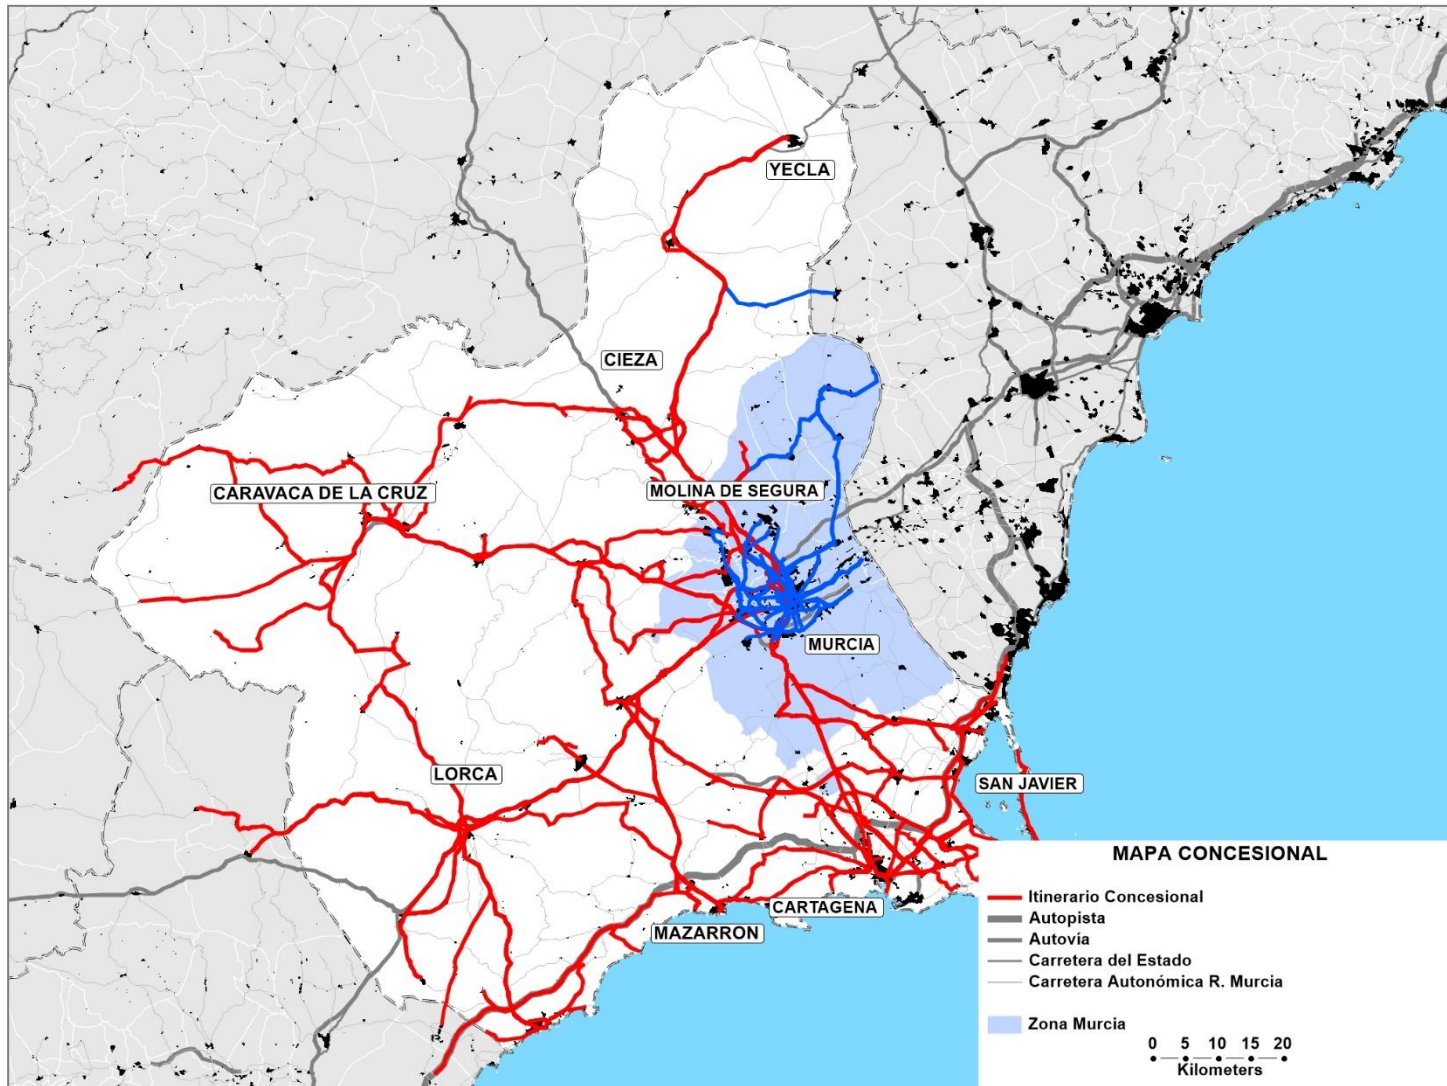 YECLA
CIEZA
CARAVACA DE LA CRUZ
MOLINA DE SEGURA
MURCIA
LORCA
SAN JAVIER
CARTAGENA
MAZARRON
MAPA CONCESIONAL
Itinerario Concesional
Autopista
Autovía
Carretera del Estado
Carretera Autonómica R. Murcia
Zona Murcia
0 5 10 15 20
Kilometers